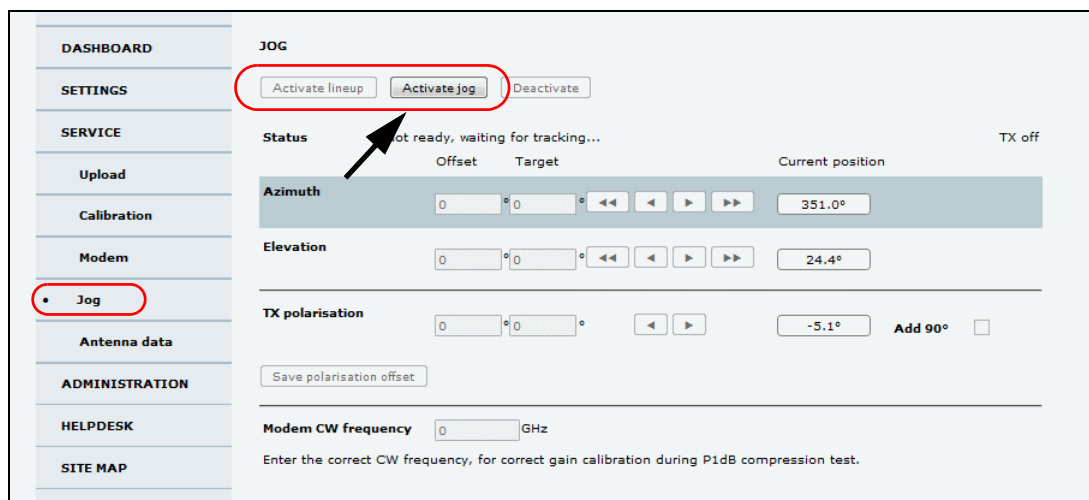 DASHBOARD
SETTINGS
SERVICE
Upload
Calibration
Modem
• Jog
Antenna data
ADMINISTRATION
HELPDESK
SITE MAP
JOG
Activate lineup Activate jog Deactivate
Status ot ready, waiting for tracking... TX off
Offset Target Current position
Azimuth 0 ° 0 ° 351.0°
Elevation 0 ° 0 ° 24.4°
TX polarisation 0 ° 0 ° -5.1° Add 90°
Save polarisation offset
Modem CW frequency 0 GHz
Enter the correct CW frequency, for correct gain calibration during P1dB compression test.